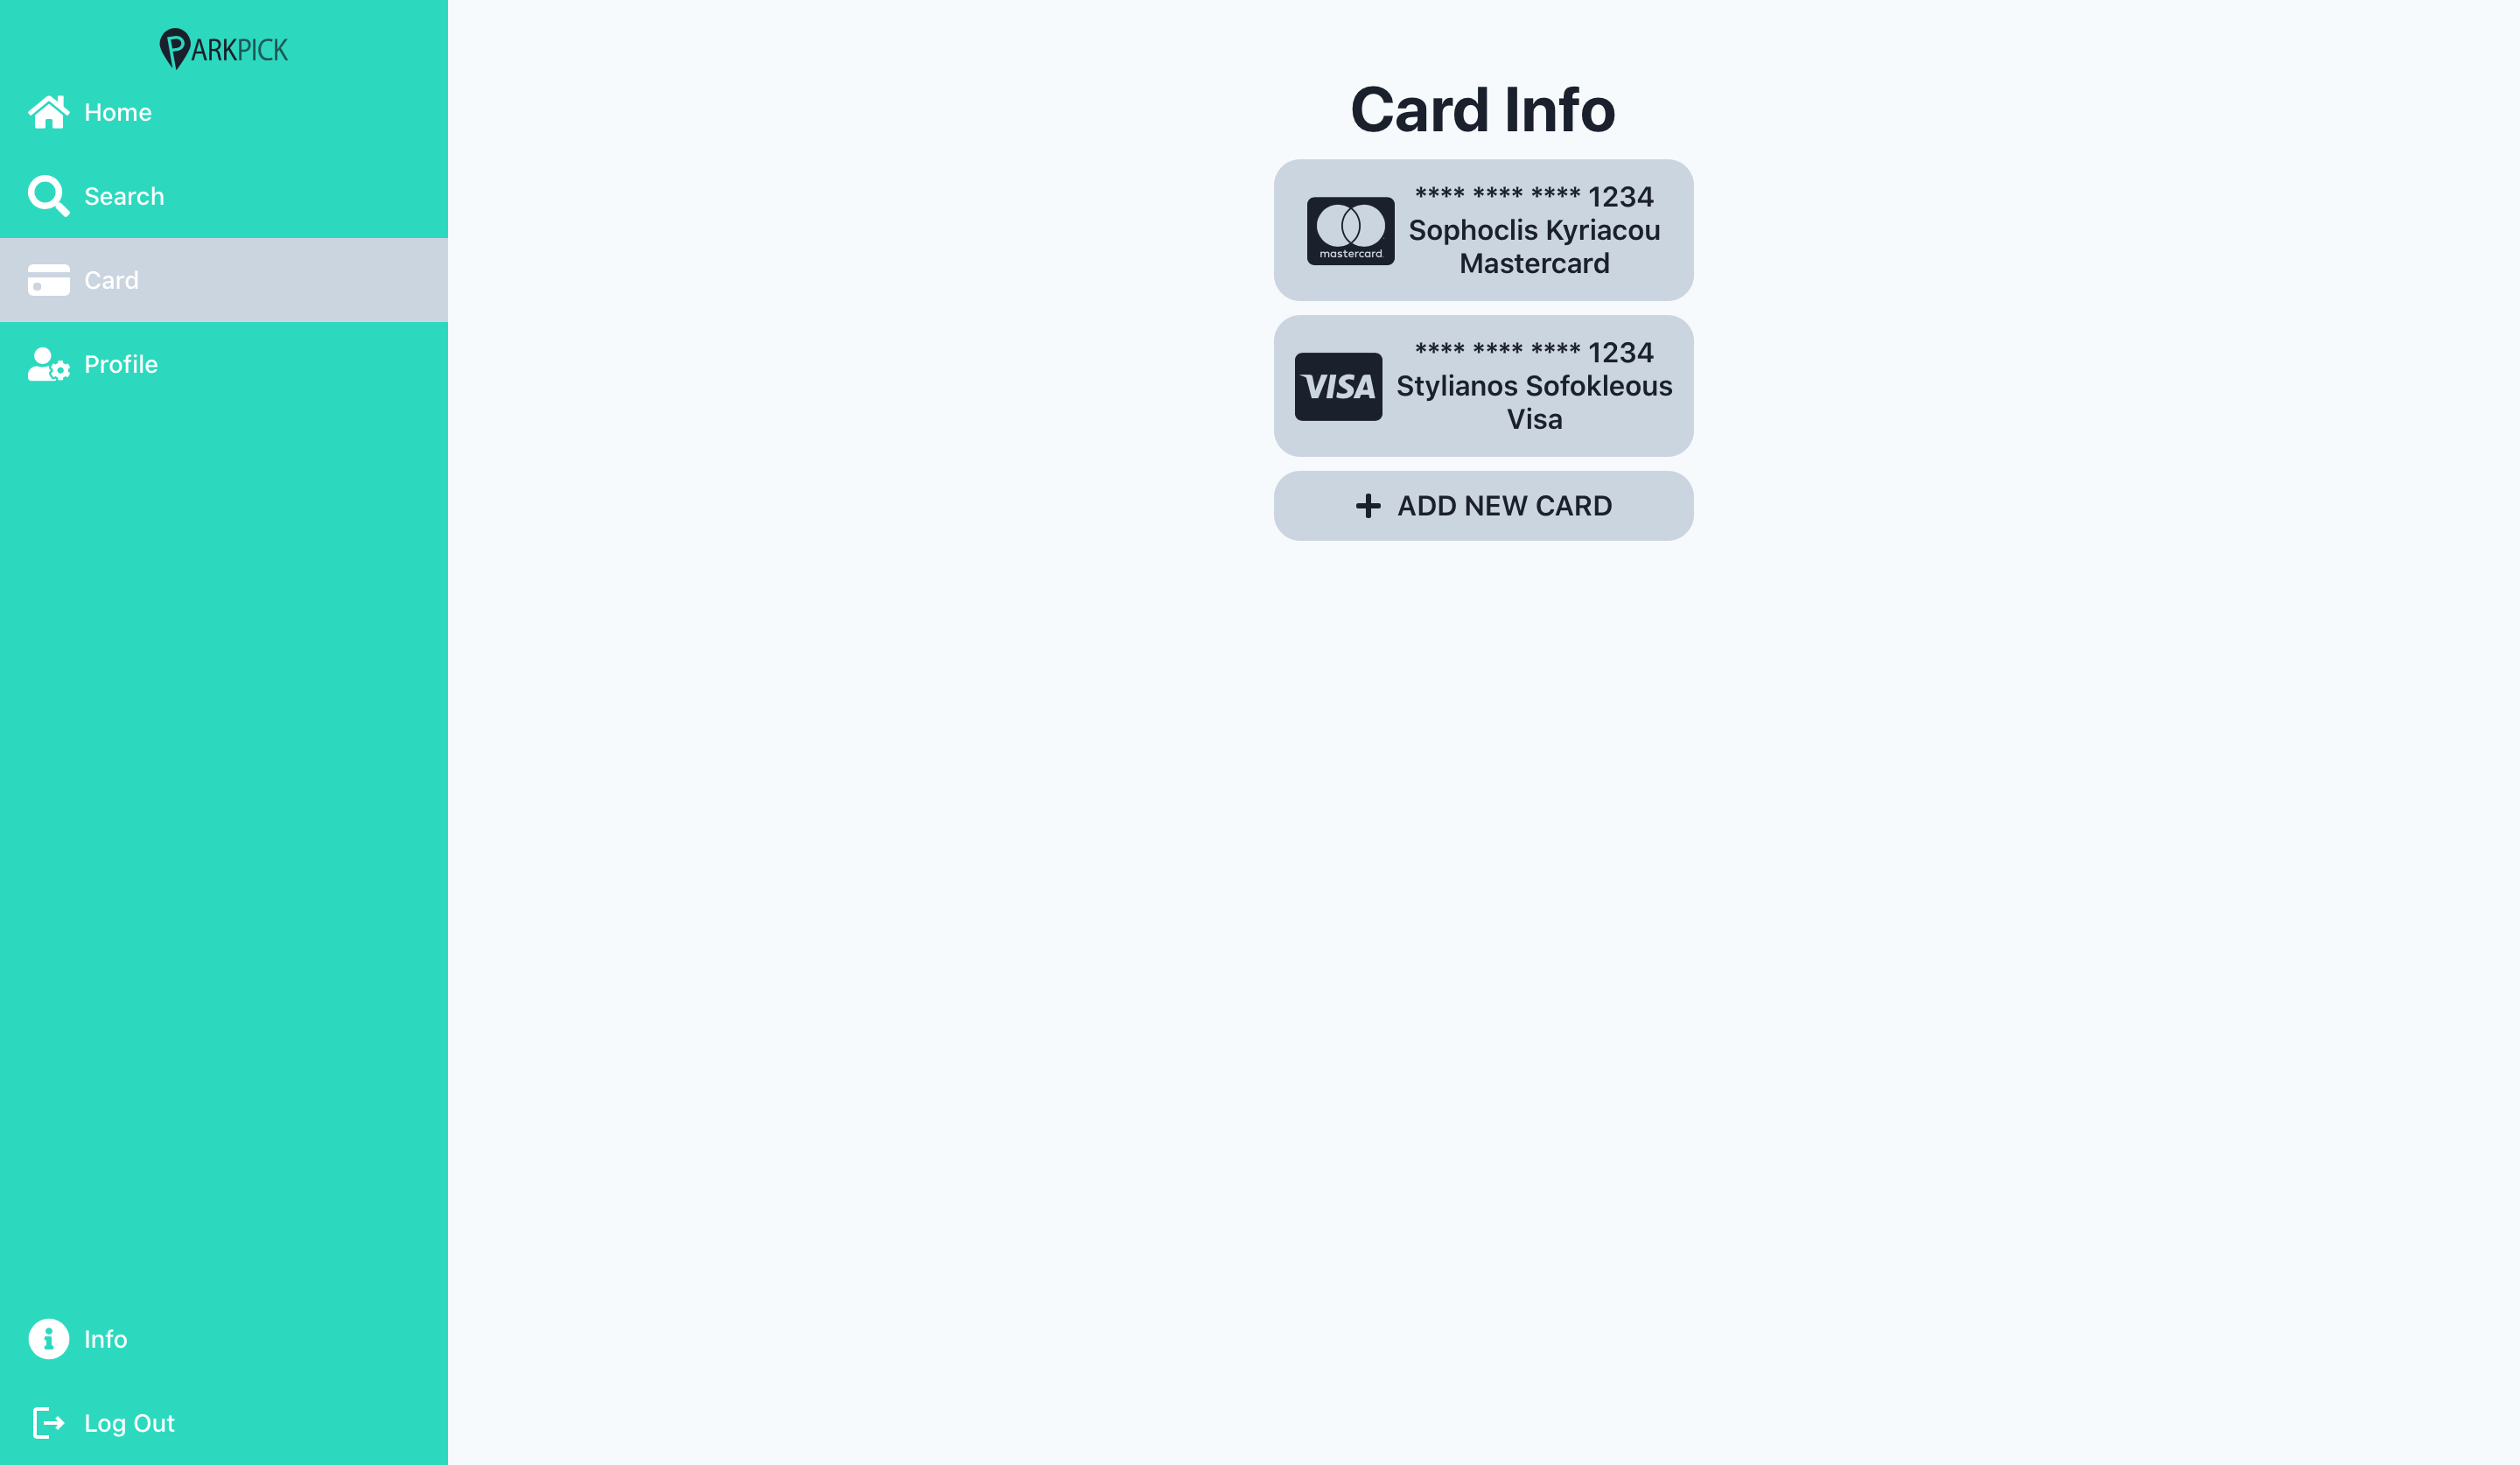 PARKPICK
Home
Search
Card
Profile
Info
Log Out
Card Info
**** **** **** 1234
Sophoclis Kyriacou
Mastercard
mastercard
**** **** **** 1234
Stylianos Sofokleous
Visa
VISA
ADD NEW CARD